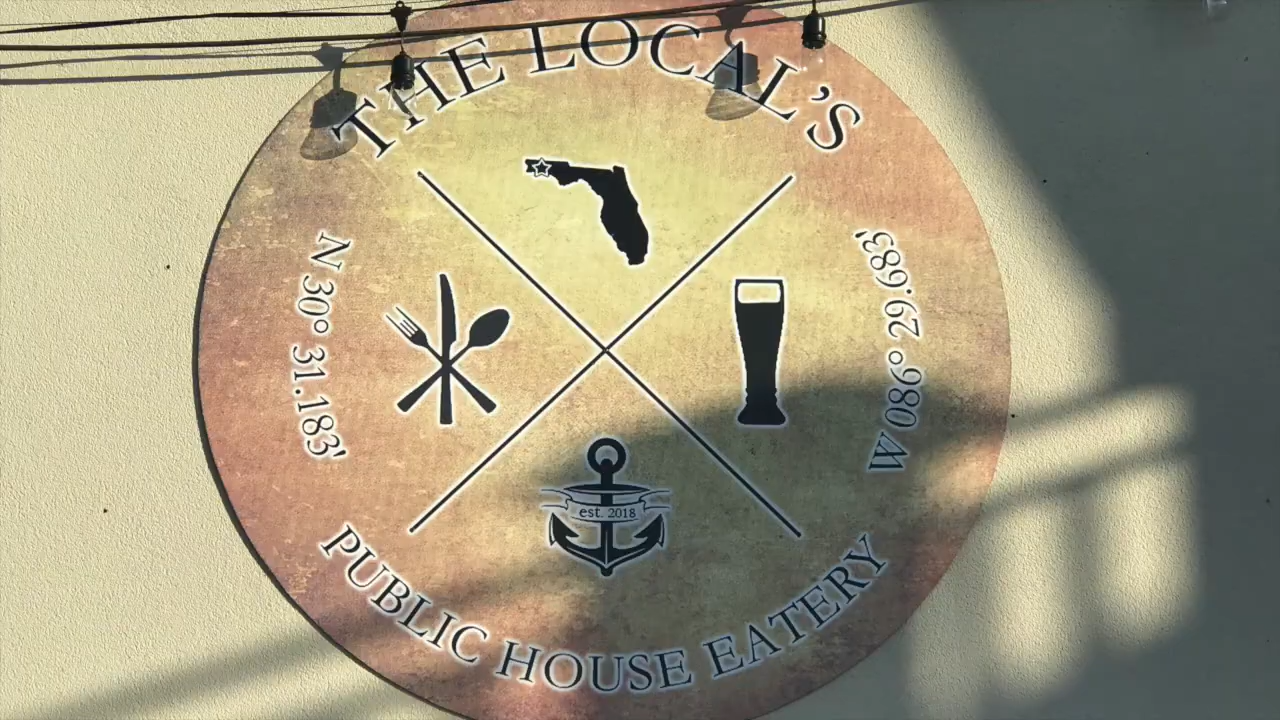 THE LOCAL'S
N 30° 31.183'
W 086° 29.683'
est. 2018
PUBLIC HOUSE EATERY